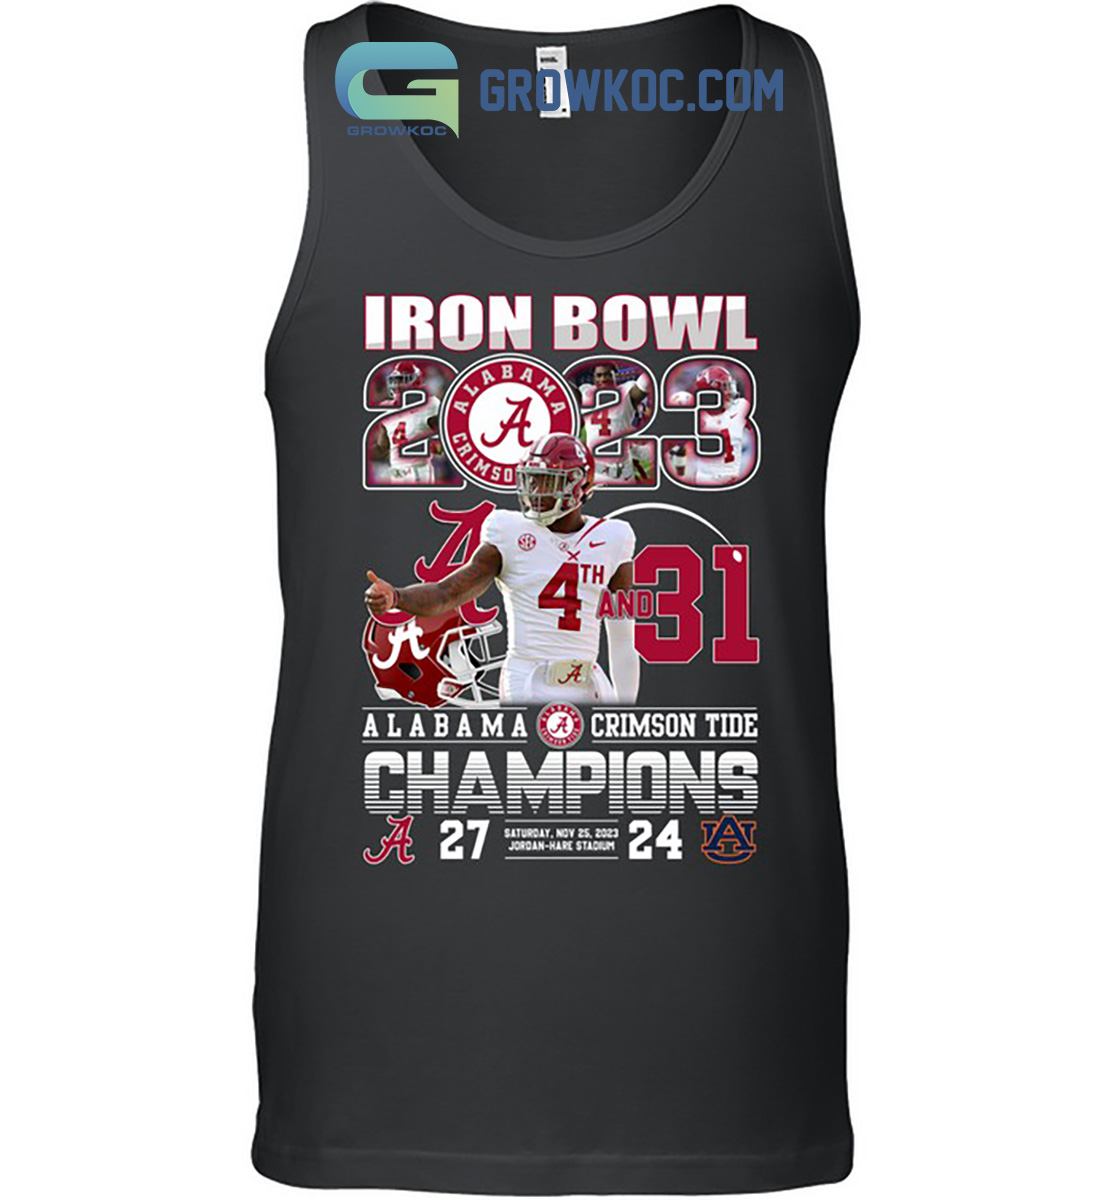 GROWKOC.COM
GROWKOC
IRON BOWL
2023
ALABAMA CRIMSON
4TH AND 31
SEC
ALABAMA CRIMSON TIDE
CHAMPIONS
27 SATURDAY, NOV 25, 2023 24
JORDAN-HARE STADIUM